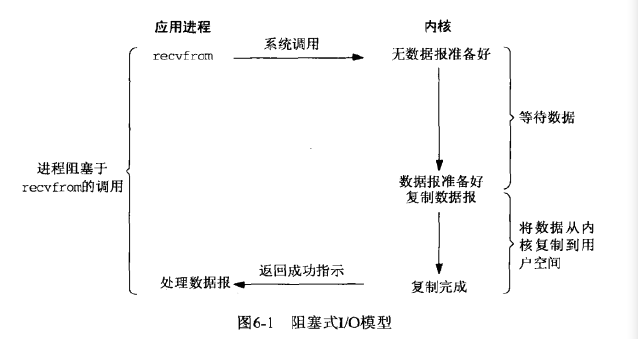 应用进程
内核
recvfrom
系统调用
无数据报准备好
等待数据
进程阻塞于
recvfrom的调用
数据报准备好
复制数据报
将数据从内
核复制到用
户空间
处理数据报
返回成功指示
复制完成
图6-1 阻塞式I/O模型